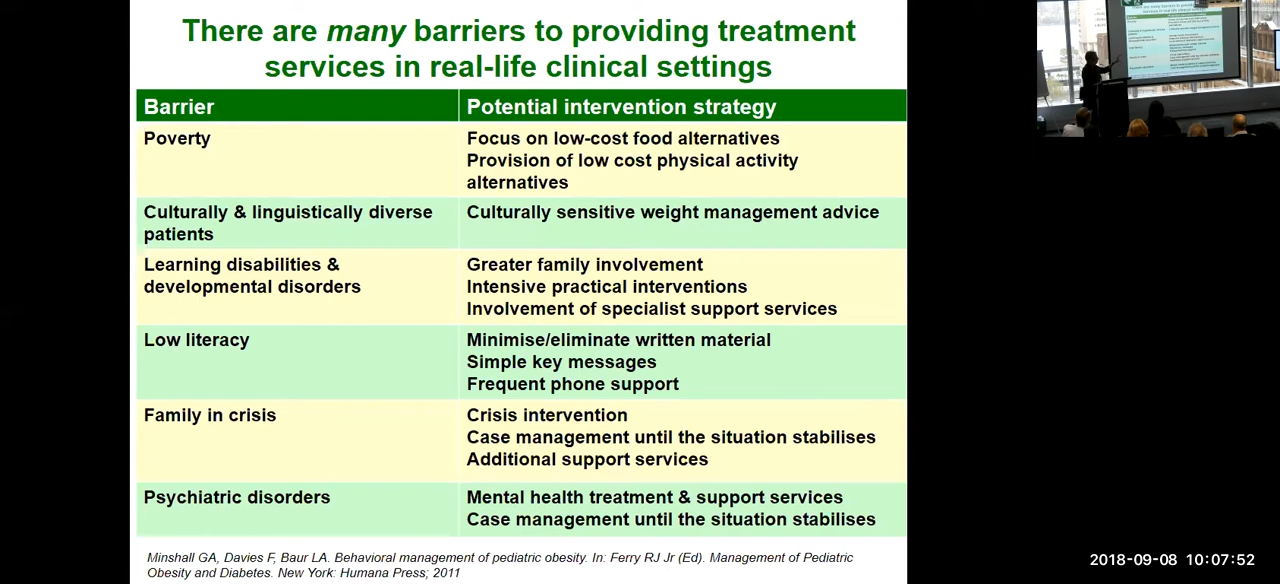 There are many barriers to providing treatment
services in real-life clinical settings
Barrier
Potential intervention strategy
Poverty
Focus on low-cost food alternatives
Provision of low cost physical activity
alternatives
Culturally & linguistically diverse
patients
Culturally sensitive weight management advice
Learning disabilities &
developmental disorders
Greater family involvement
Intensive practical interventions
Involvement of specialist support services
Low literacy
Minimise/eliminate written material
Simple key messages
Frequent phone support
Family in crisis
Crisis intervention
Case management until the situation stabilises
Additional support services
Psychiatric disorders
Mental health treatment & support services
Case management until the situation stabilises
Minshall GA, Davies F, Baur LA. Behavioral management of pediatric obesity. In: Ferry RJ Jr (Ed). Management of Pediatric
Obesity and Diabetes. New York: Humana Press; 2011
2018-09-08 10:07:52